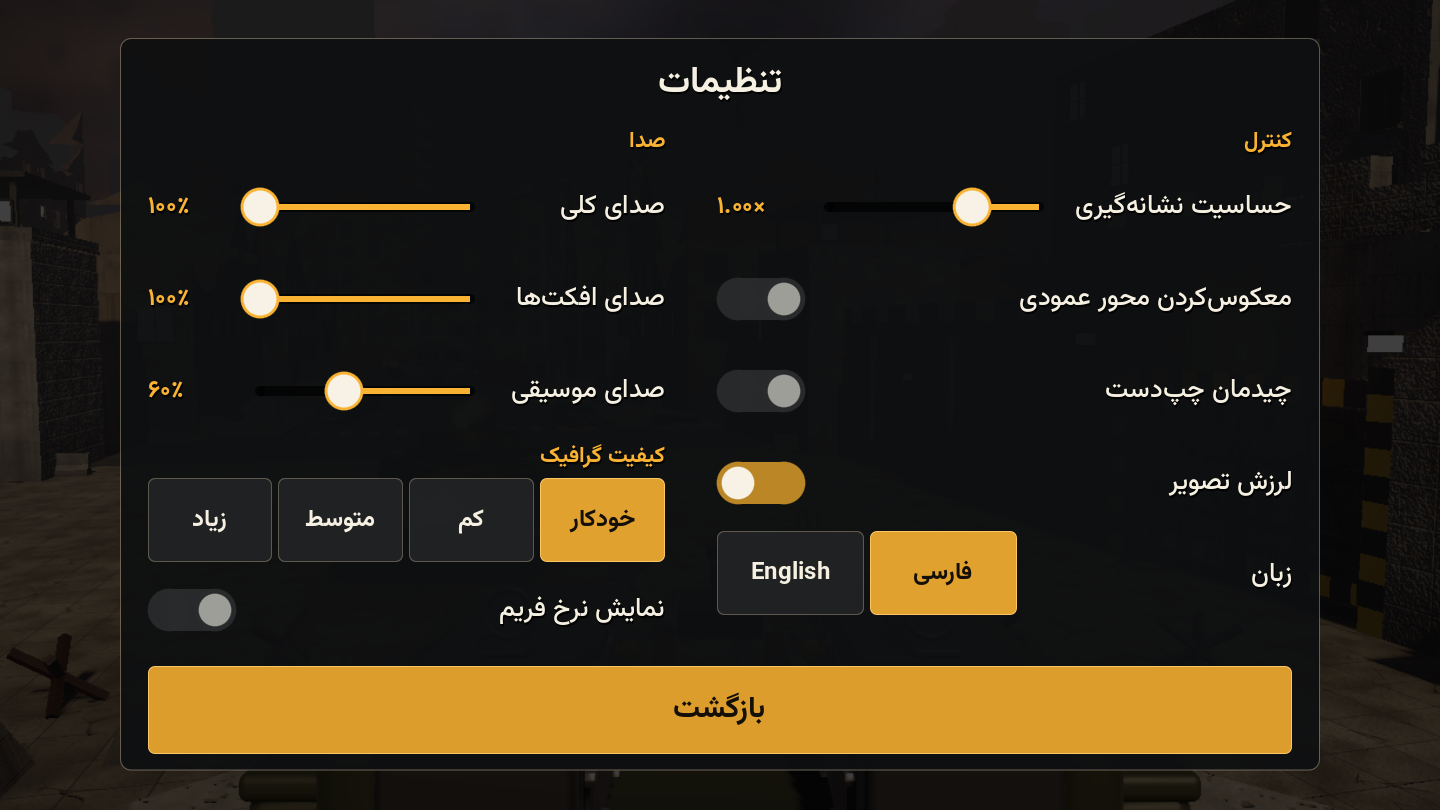 تنظیمات
کنترل
حساسیت نشانه‌گیری ۱.۰۰×
معکوس‌کردن محور عمودی
چیدمان چپ‌دست
لرزش تصویر
زبان فارسی English
صدا
صدای کلی ۱۰۰٪
صدای افکت‌ها ۱۰۰٪
صدای موسیقی ۶۰٪
کیفیت گرافیک
خودکار کم متوسط زیاد
نمایش نرخ فریم
بازگشت